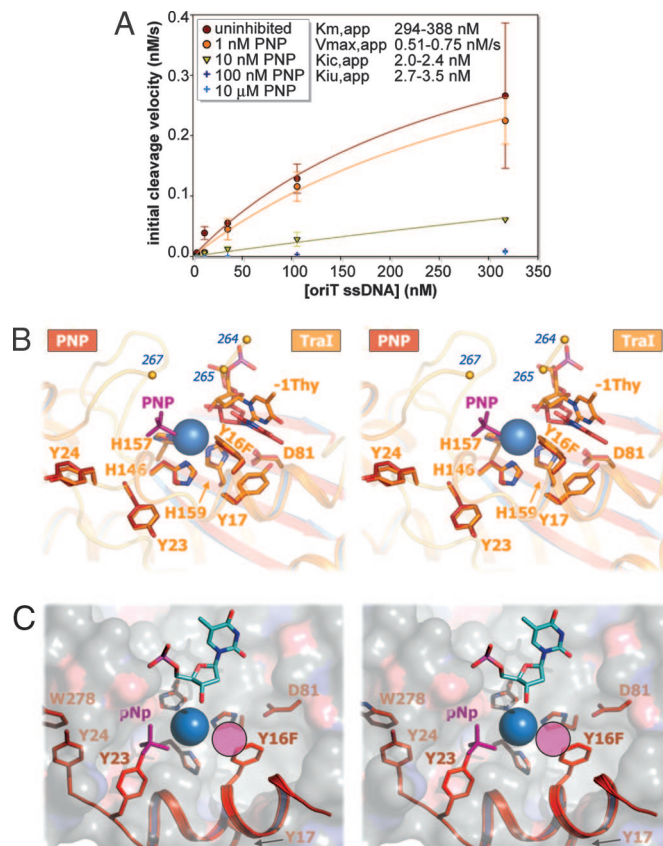 A
uninhibited
1 nM PNP
10 nM PNP
100 nM PNP
10 μM PNP
Km,app 294-388 nM
Vmax,app 0.51-0.75 nM/s
Kic,app 2.0-2.4 nM
Kiu,app 2.7-3.5 nM
initial cleavage velocity (nM/s)
0.4
0.3
0.2
0.1
0.0
0 50 100 150 200 250 300 350
[oriT ssDNA] (nM)
B
PNP
TraI
264
267
265
-1Thy
PNP
H157
Y16F
D81
Y24
H146
H159
Y17
Y23
PNP
TraI
264
267
265
-1Thy
PNP
H157
Y16F
D81
Y24
H146
H159
Y17
Y23
C
W278
pNp
D81
Y24
Y23
Y16F
Y17
W278
pNp
D81
Y24
Y23
Y16F
Y17